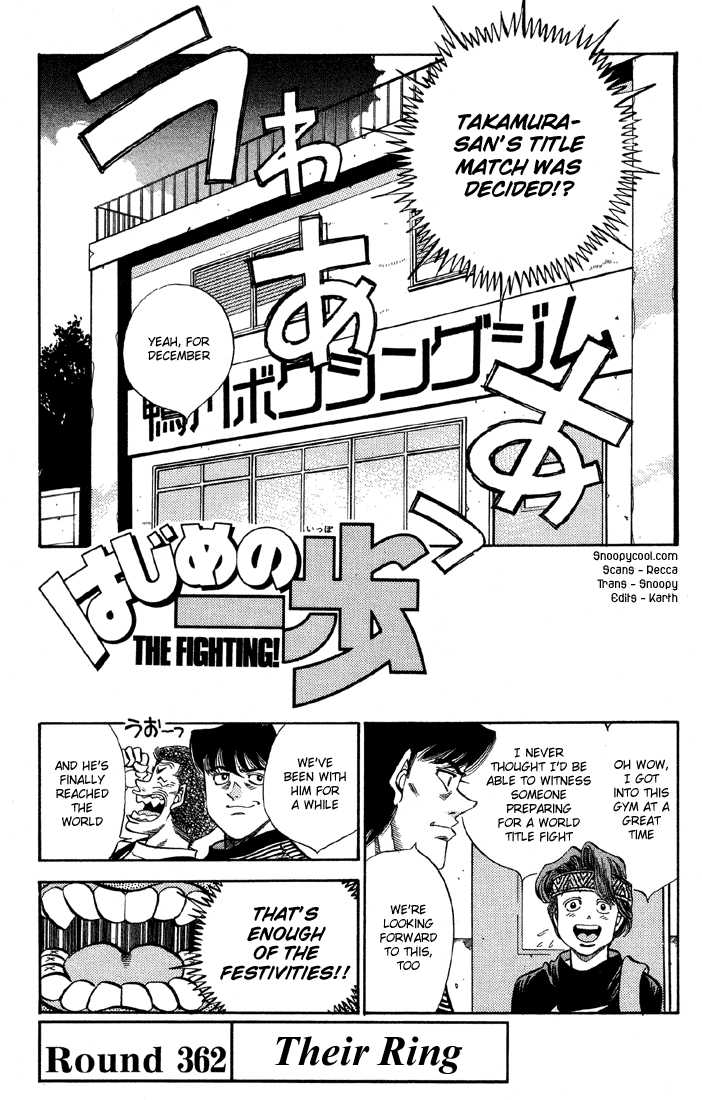 TAKAMURA-
SAN'S TITLE
MATCH WAS
DECIDED!?
うわああっ
YEAH, FOR
DECEMBER
鴨川ボクシングジム
Snoopycool.com
Scans - Recca
Trans - Snoopy
Edits - Karth
いっぽ
はじめの一歩
THE FIGHTING!
OH WOW,
I GOT
INTO THIS
GYM AT A
GREAT
TIME
I NEVER
THOUGHT I'D BE
ABLE TO WITNESS
SOMEONE
PREPARING
FOR A WORLD
TITLE FIGHT
WE'RE
LOOKING
FORWARD
TO THIS,
TOO
WE'VE
BEEN WITH
HIM FOR
A WHILE
うおーっ
AND HE'S
FINALLY
REACHED
THE
WORLD
THAT'S
ENOUGH
OF THE
FESTIVITIES!!
Round 362
Their Ring